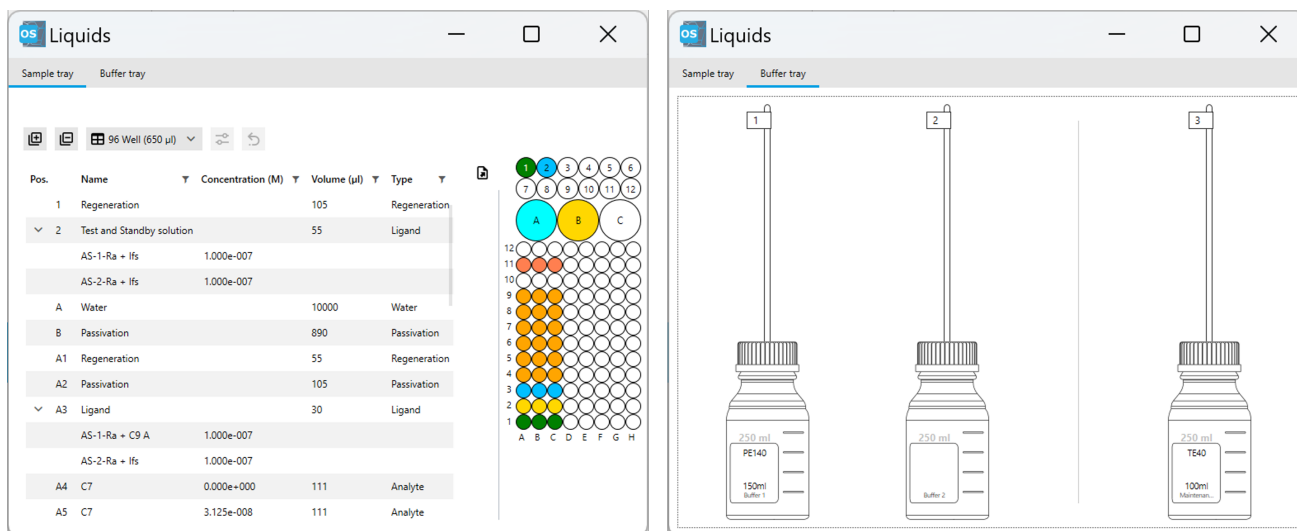 OS Liquids
Sample tray Buffer tray
96 Well (650 µl)
Pos. Name Concentration (M) Volume (µl) Type
1 Regeneration 105 Regeneration
2 Test and Standby solution 55 Ligand
AS-1-Ra + Ifs 1.000e-007
AS-2-Ra + Ifs 1.000e-007
A Water 10000 Water
B Passivation 890 Passivation
A1 Regeneration 55 Regeneration
A2 Passivation 105 Passivation
A3 Ligand 30 Ligand
AS-1-Ra + C9 A 1.000e-007
AS-2-Ra + Ifs 1.000e-007
A4 C7 0.000e+000 111 Analyte
A5 C7 3.125e-008 111 Analyte
1 2 3 4 5 6
7 8 9 10 11 12
A B C
12
11
10
9
8
7
6
5
4
3
2
1
A B C D E F G H
OS Liquids
Sample tray Buffer tray
1 2 3
250 ml 250 ml 250 ml
PE140 TE40
150ml 100ml
Buffer 1 Buffer 2 Maintenan...